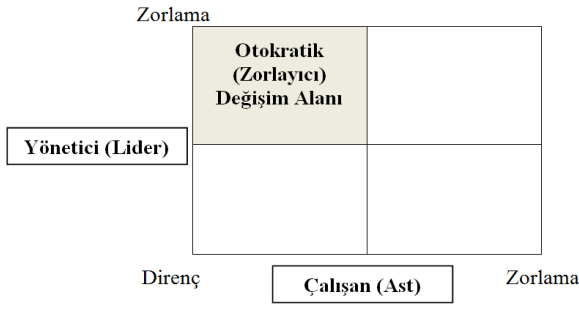 Zorlama
Otokratik
(Zorlayıcı)
Değişim Alanı
Yönetici (Lider)
Direnç
Çalışan (Ast)
Zorlama